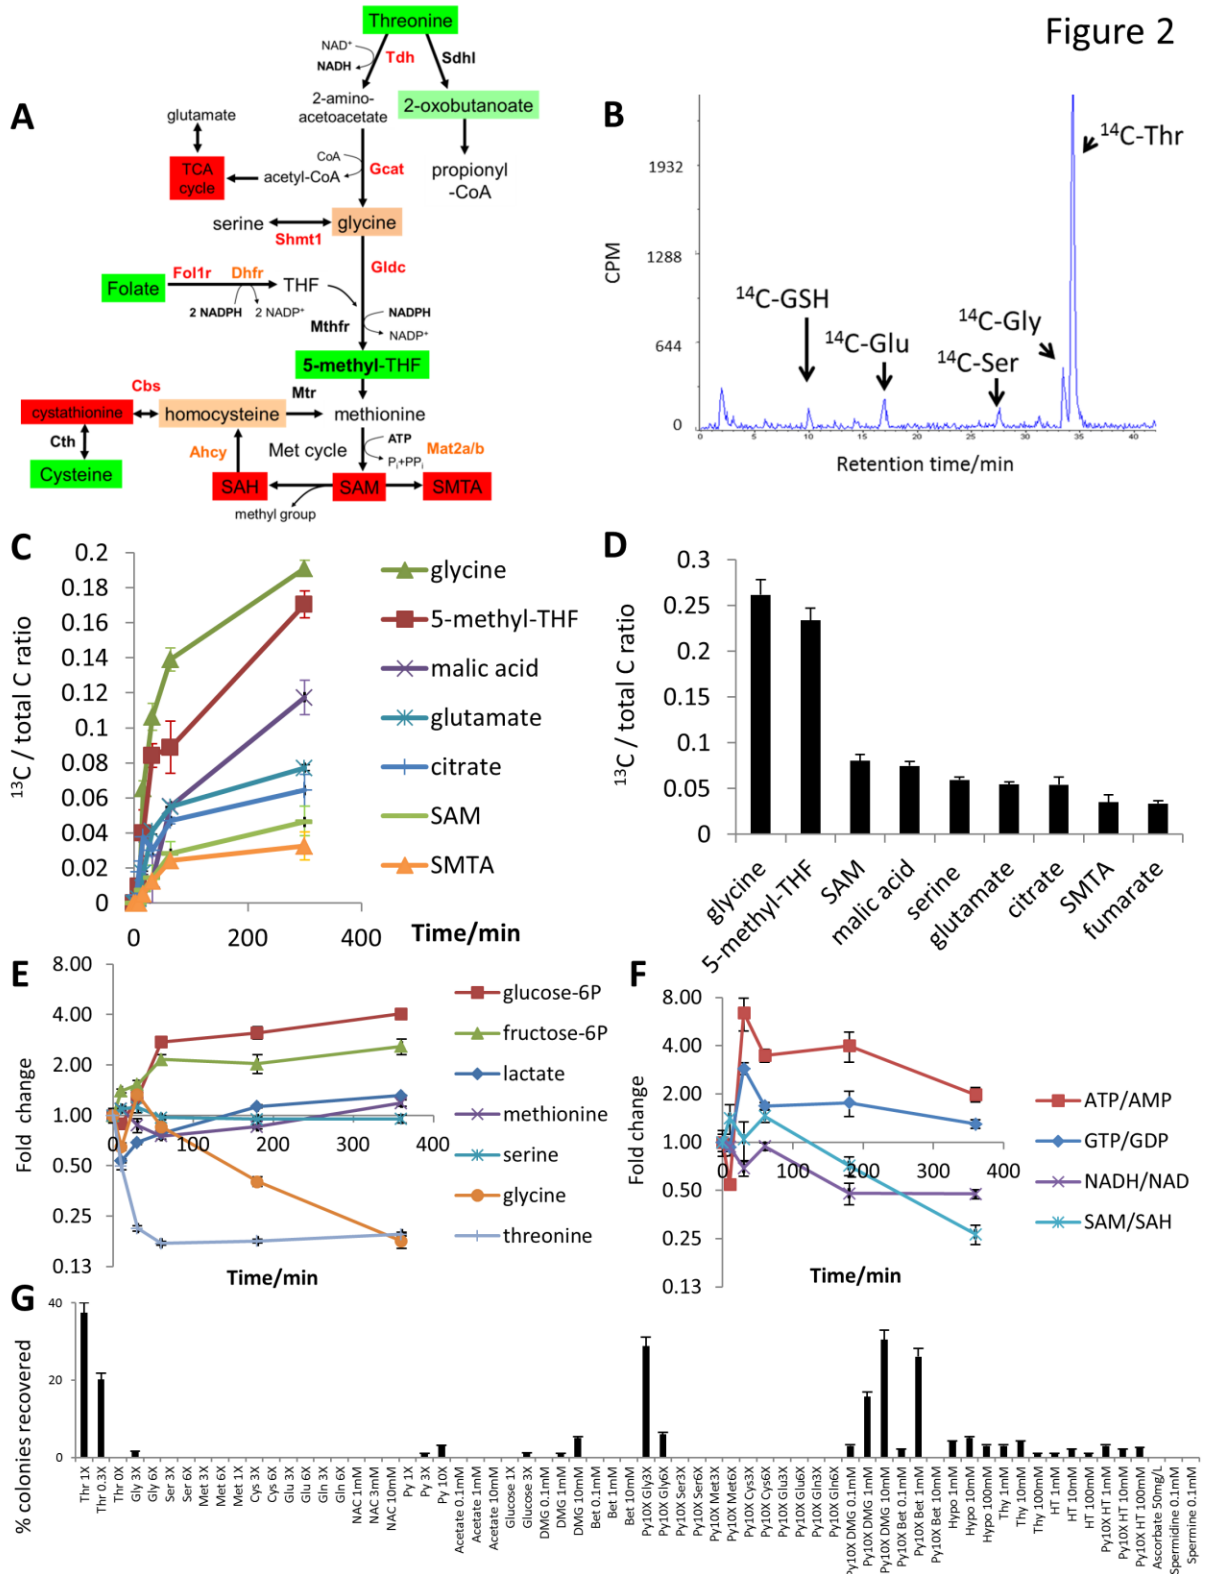 Figure 2
A
Threonine
NAD⁺
NADH
Tdh
Sdhl
2-amino-
acetoacetate
2-oxobutanoate
glutamate
CoA
TCA
cycle
acetyl-CoA
Gcat
propionyl
-CoA
serine
glycine
Shmt1
Gldc
Folate
Fol1r
Dhfr
THF
2 NADPH
2 NADP⁺
Mthfr
NADPH
NADP⁺
5-methyl-THF
Cbs
Mtr
cystathionine
homocysteine
methionine
Cth
Ahcy
Met cycle
ATP
Pᵢ+PPᵢ
Mat2a/b
Cysteine
SAH
SAM
SMTA
methyl group
B
CPM
1932
1288
644
0
¹⁴C-GSH
¹⁴C-Glu
¹⁴C-Ser
¹⁴C-Gly
¹⁴C-Thr
0 5 10 15 20 25 30 35 40
Retention time/min
C
¹³C / total C ratio
0.2
0.18
0.16
0.14
0.12
0.1
0.08
0.06
0.04
0.02
0
0 200 400
Time/min
glycine
5-methyl-THF
malic acid
glutamate
citrate
SAM
SMTA
D
¹³C / total C ratio
0.3
0.25
0.2
0.15
0.1
0.05
0
glycine
5-methyl-THF
SAM
malic acid
serine
glutamate
citrate
SMTA
fumarate
E
Fold change
8.00
4.00
2.00
1.00
0.50
0.25
0.13
0 100 200 300 400
Time/min
glucose-6P
fructose-6P
lactate
methionine
serine
glycine
threonine
F
Fold change
8.00
4.00
2.00
1.00
0.50
0.25
0.13
0 100 200 300 400
Time/min
ATP/AMP
GTP/GDP
NADH/NAD
SAM/SAH
G
% colonies recovered
40
20
0
Thr 1X
Thr 0.3X
Thr 0X
Gly 3X
Gly 6X
Ser 3X
Ser 6X
Met 3X
Met 6X
Met 1X
Cys 3X
Cys 6X
Glu 3X
Glu 6X
Gln 3X
Gln 6X
NAC 1mM
NAC 3mM
NAC 10mM
Py 1X
Py 3X
Py 10X
Acetate 0.1mM
Acetate 1mM
Acetate 10mM
Glucose 1X
Glucose 3X
DMG 0.1mM
DMG 1mM
DMG 10mM
Bet 0.1mM
Bet 1mM
Bet 10mM
Py10X Gly3X
Py10X Gly6X
Py10X Ser3X
Py10X Ser6X
Py10X Met3X
Py10X Met6X
Py10X Cys3X
Py10X Cys6X
Py10X Glu3X
Py10X Glu6X
Py10X Gln3X
Py10X Gln6X
Py10X DMG 0.1mM
Py10X DMG 1mM
Py10X DMG 10mM
Py10X Bet 0.1mM
Py10X Bet 1mM
Py10X Bet 10mM
Hypo 1mM
Hypo 10mM
Hypo 100mM
Thy 1mM
Thy 10mM
Thy 100mM
HT 1mM
HT 10mM
HT 100mM
Py10X HT 1mM
Py10X HT 10mM
Py10X HT 100mM
Ascorbate 50mg/L
Spermidine 0.1mM
Spermine 0.1mM